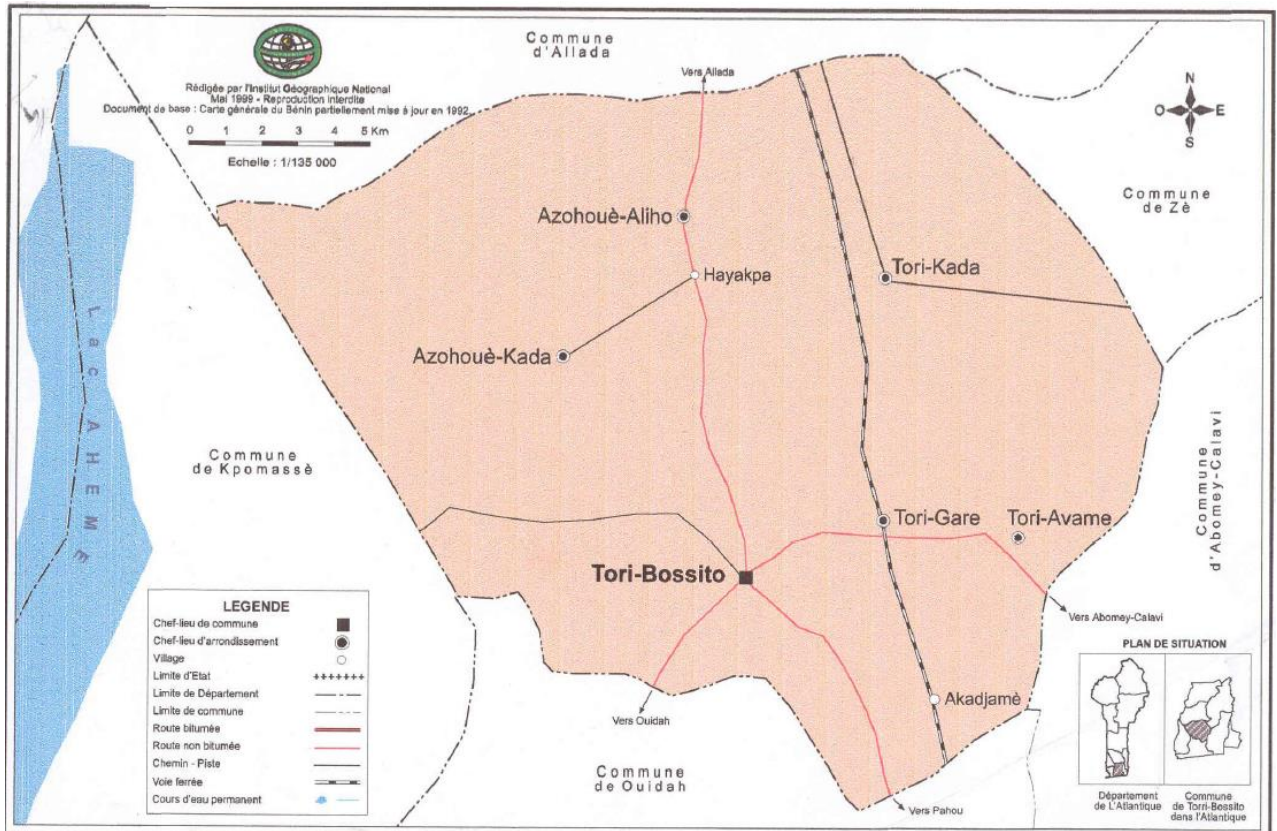 Commune
d'Allada
Rédigée par l'Institut Géographique National
Mai 1999 - Reproduction Interdite
Document de base : Carte générale du Bénin partiellement mise à jour en 1992
0 1 2 3 4 5 Km
Echelle : 1/135 000
Vers Allada
N
O E
S
Commune
de Zè
Azohouè-Aliho
Hayakpa
Tori-Kada
Azohouè-Kada
Lac AHEME
Commune
de Kpomassè
Commune
d'Abomey-Calavi
Tori-Gare
Tori-Avame
Tori-Bossito
Vers Abomey-Calavi
Akadjamè
Vers Ouidah
Commune
de Ouidah
Vers Pahou
LEGENDE
Chef-lieu de commune
Chef-lieu d'arrondissement
Village
Limite d'Etat
Limite de Département
Limite de commune
Route bitumée
Route non bitumée
Chemin - Piste
Voie ferrée
Cours d'eau permanent
PLAN DE SITUATION
Département
de L'Atlantique
Commune
de Torri-Bossito
dans l'Atlantique